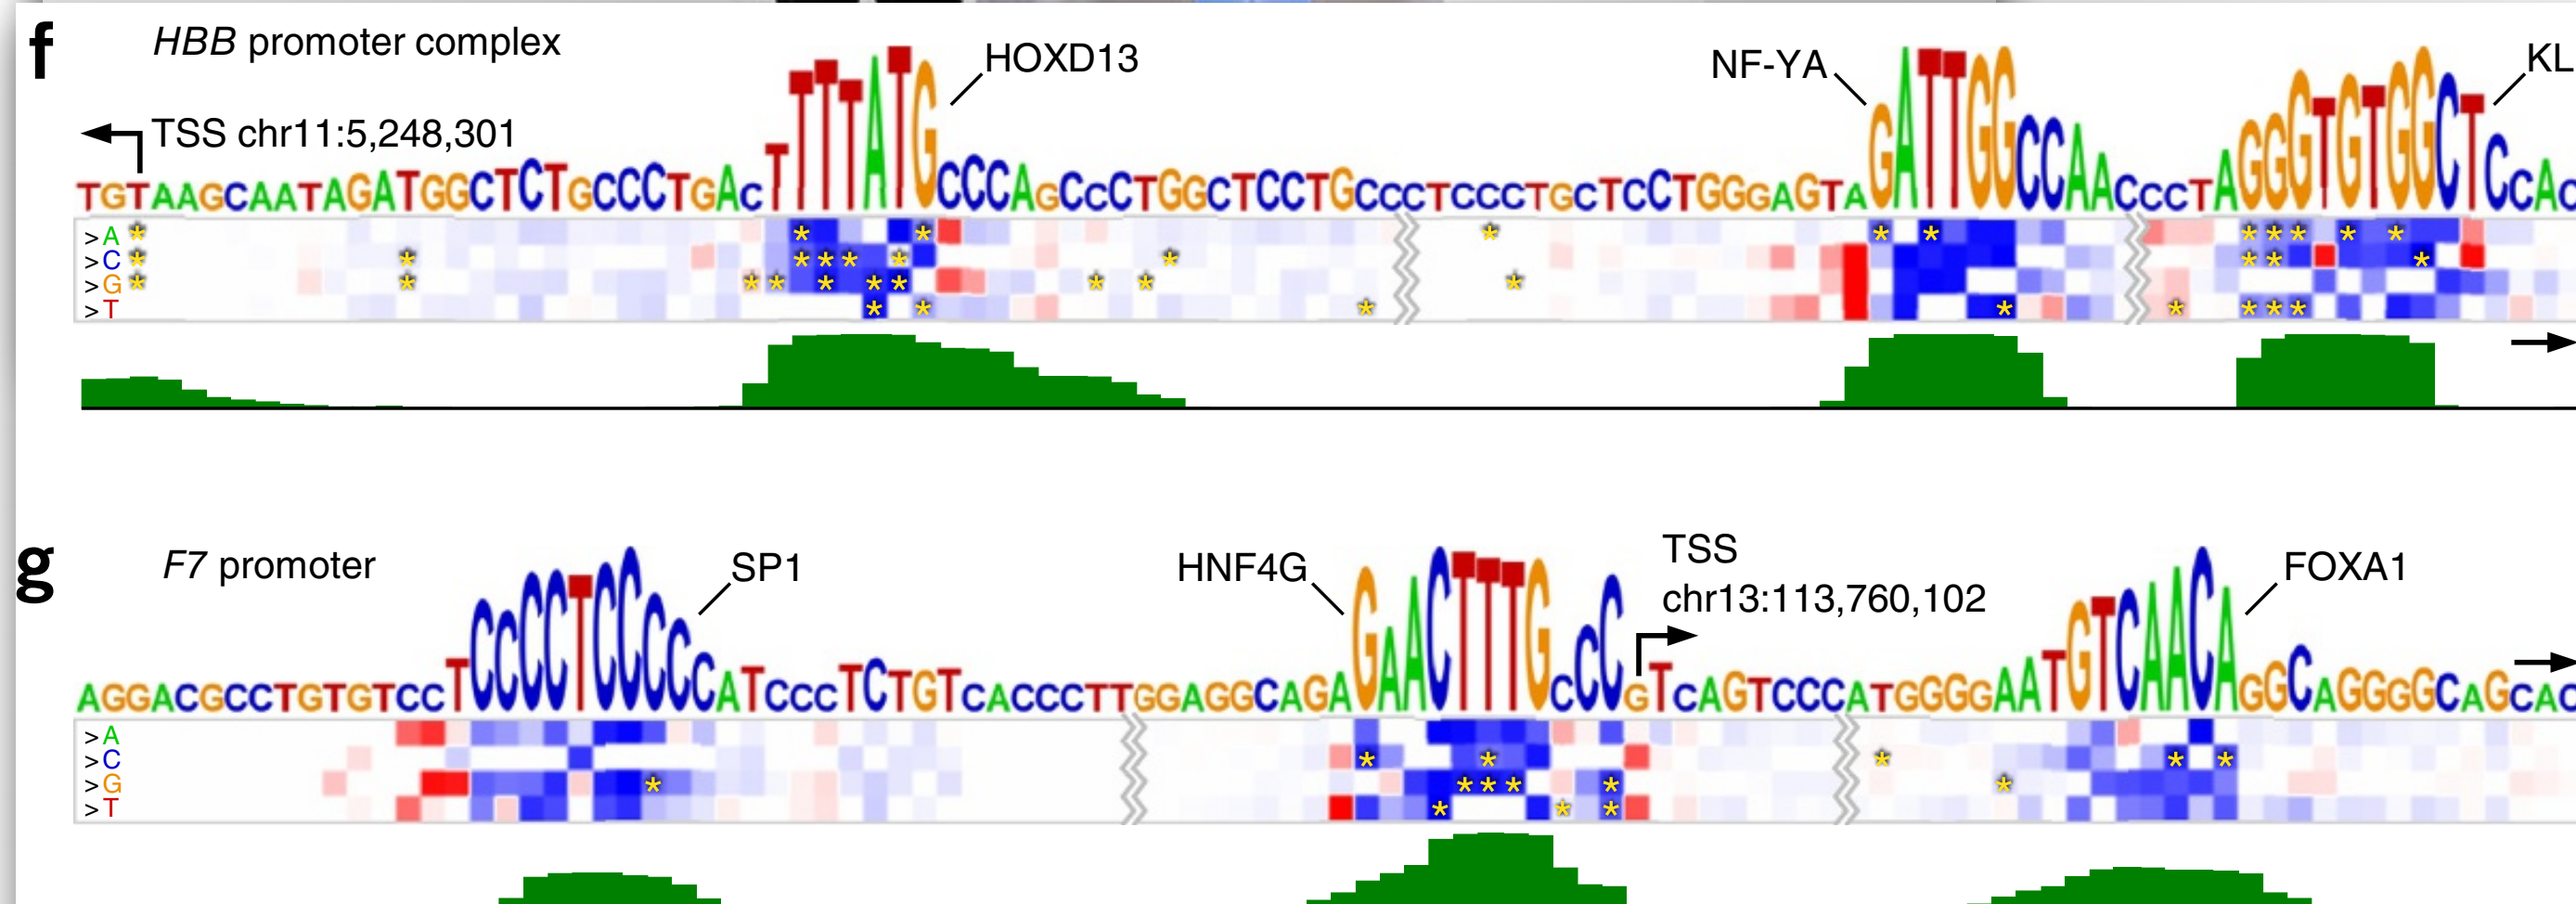 f
HBB promoter complex
HOXD13
NF-YA
KL
TSS chr11:5,248,301
TGTAAGCAATAGATGGCTCTGCCCTGACTTTTATGCCCAGCCCTGGCTCCTGCCCTCCCTGCTCCTGGGAGTAGATTGGCCAACCCTAGGGTGTGGCTCCAC
>A
>C
>G
>T
g
F7 promoter
SP1
HNF4G
TSS
chr13:113,760,102
FOXA1
AGGACGCCTGTGTCCTCCCCTCCCCCATCCCTCTGTCACCCTTGGAGGCAGAGAACTTTGCCCGTCAGTCCCATGGGGAATGTCAACAGGCAGGGGCAGCAC
>A
>C
>G
>T